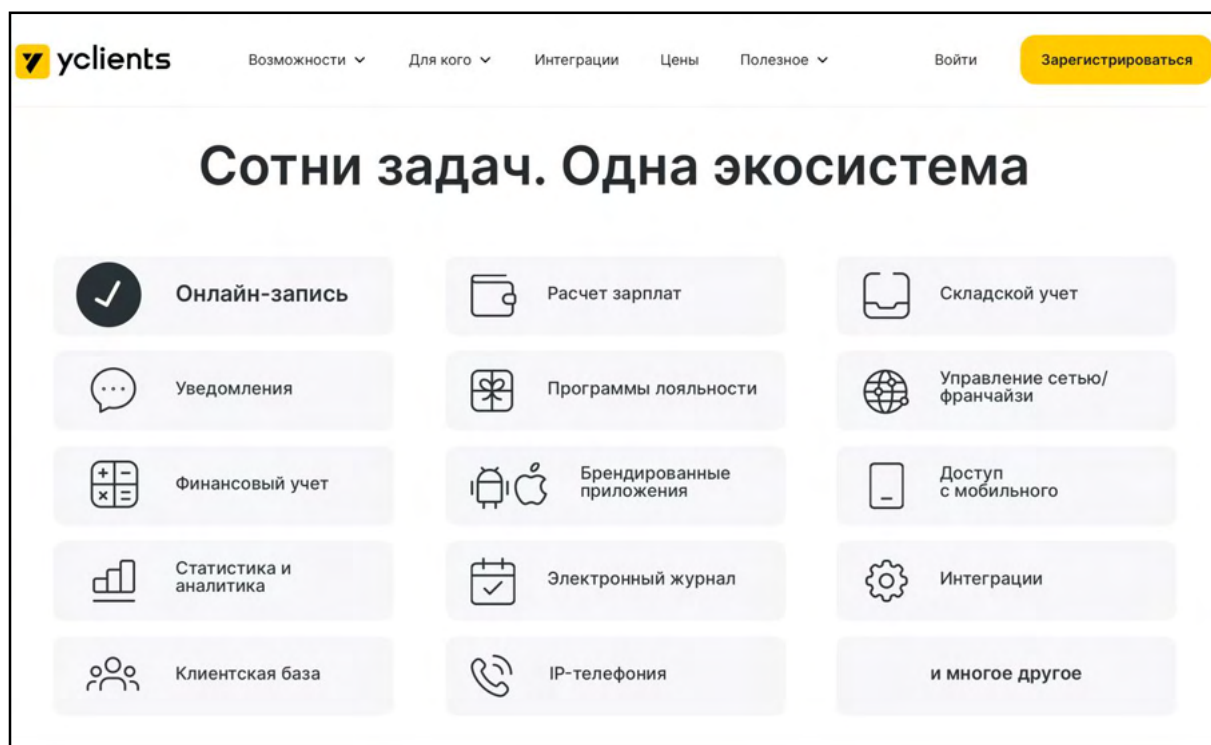 yclients Возможности Для кого Интеграции Цены Полезное Войти Зарегистрироваться
Сотни задач. Одна экосистема
Онлайн-запись
Расчет зарплат
Складской учет
Уведомления
Программы лояльности
Управление сетью/
франчайзи
Финансовый учет
Брендированные
приложения
Доступ
с мобильного
Статистика и
аналитика
Электронный журнал
Интеграции
Клиентская база
IP-телефония
и многое другое